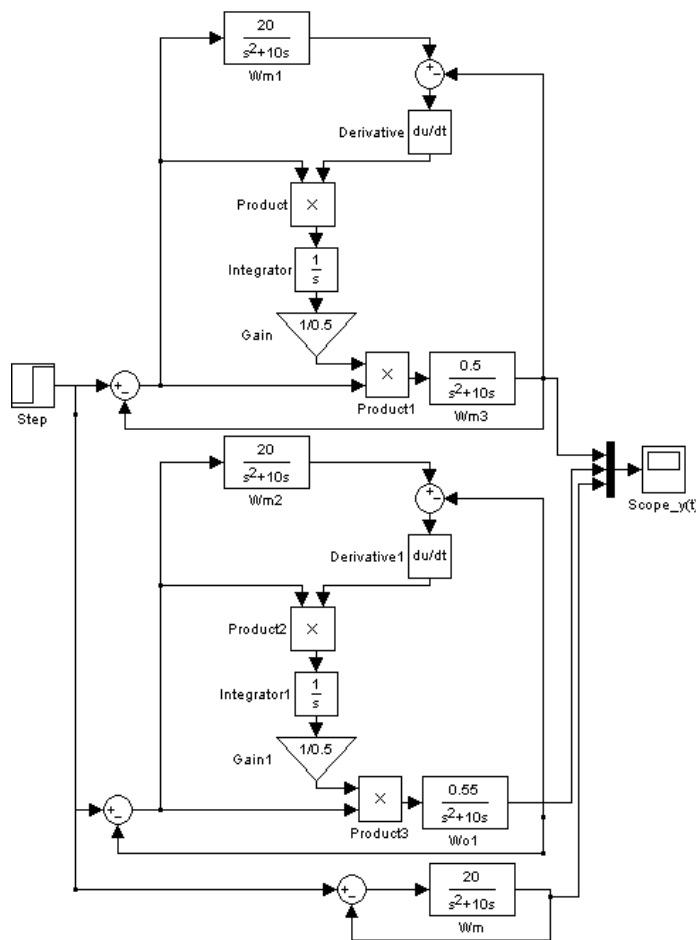 20
s²+10s
Wm1
+
−
Derivative
du/dt
Product
×
Integrator
1
s
1/0.5
Gain
×
Product1
0.5
s²+10s
Wm3
Step
+
−
20
s²+10s
Wm2
+
−
Scope_y(t)
Derivative1
du/dt
Product2
×
Integrator1
1
s
1/0.5
Gain1
×
Product3
0.55
s²+10s
Wo1
+
−
20
s²+10s
Wm
+
−